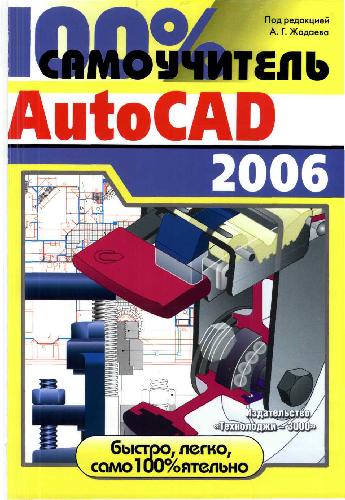 100%
Под редакцией
А. Г. Жадаева
САМОУЧИТЕЛЬ
AutoCAD
2006
Издательство
«Технолоджи – 3000»
быстро, легко,
само100%ятельно